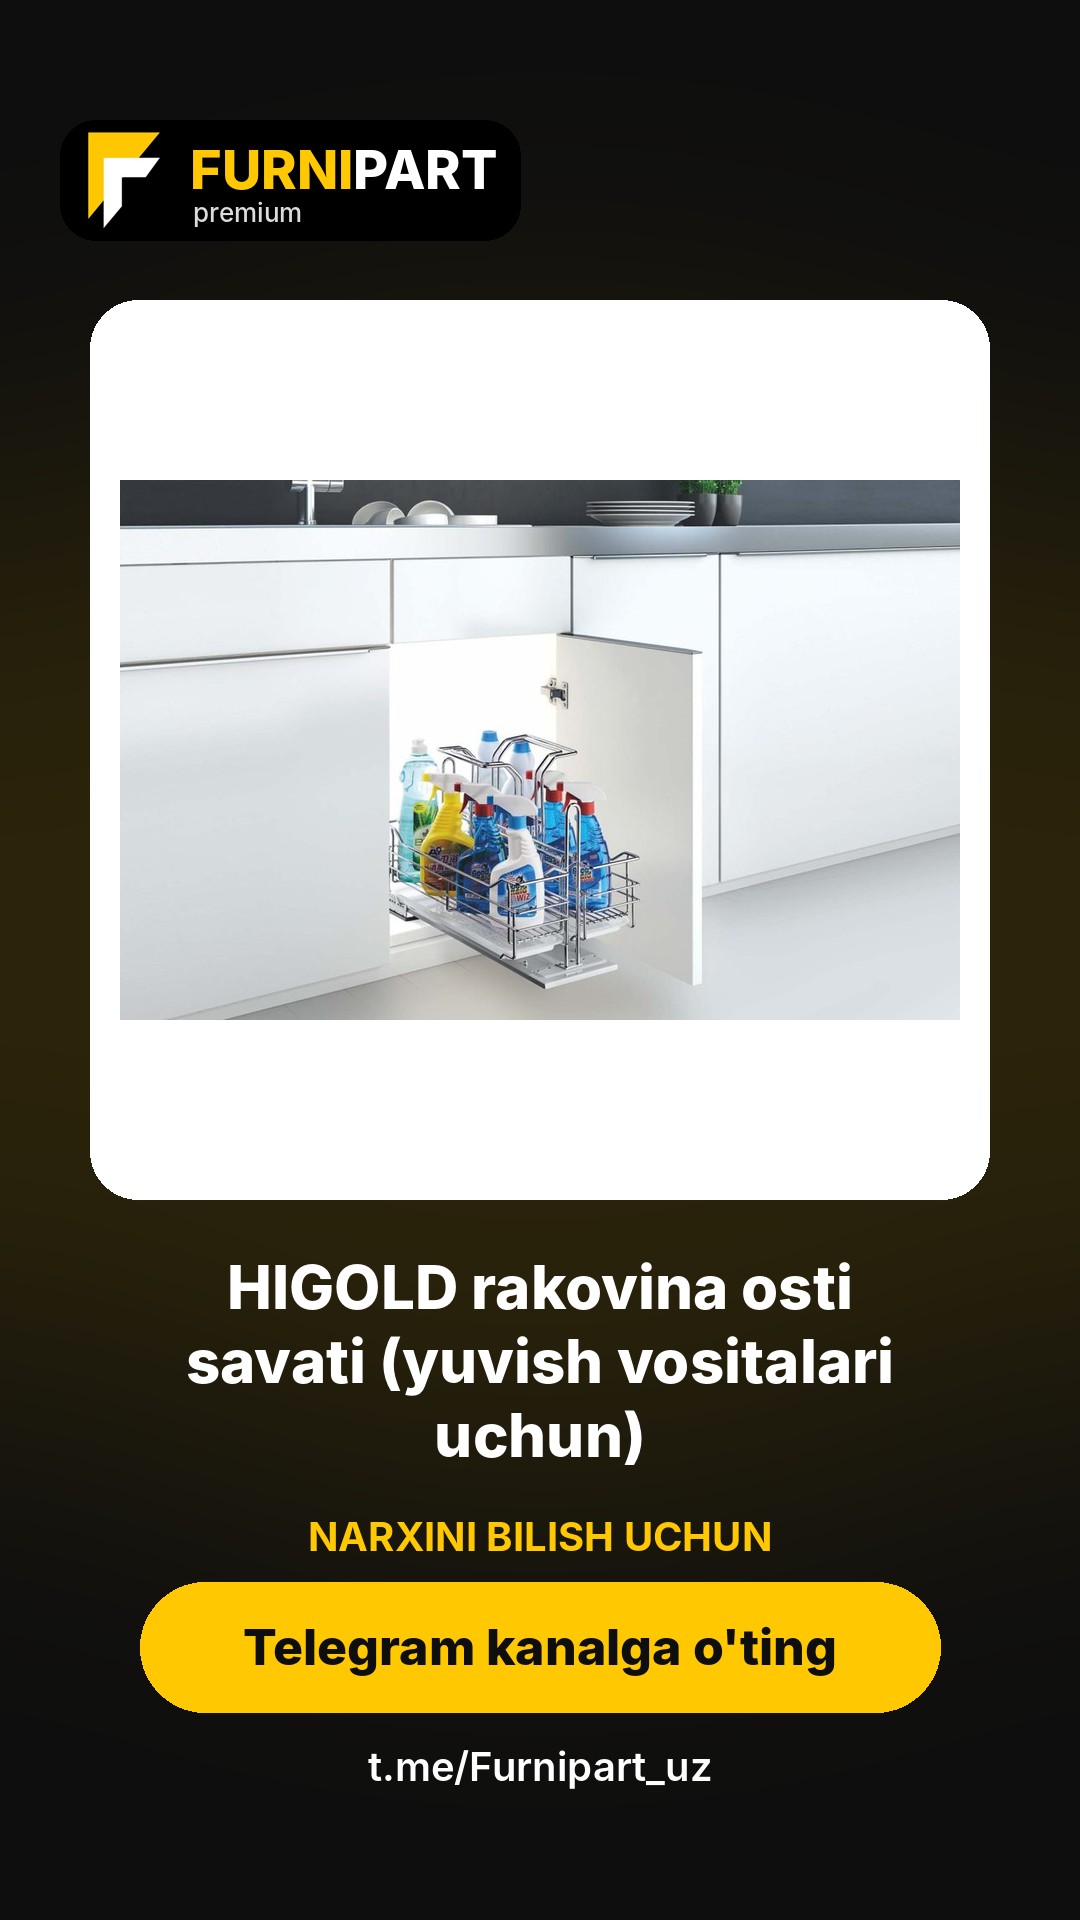 FURNIPART
premium
HIGOLD rakovina osti
savati (yuvish vositalari
uchun)
NARXINI BILISH UCHUN
Telegram kanalga o'ting
t.me/Furnipart_uz